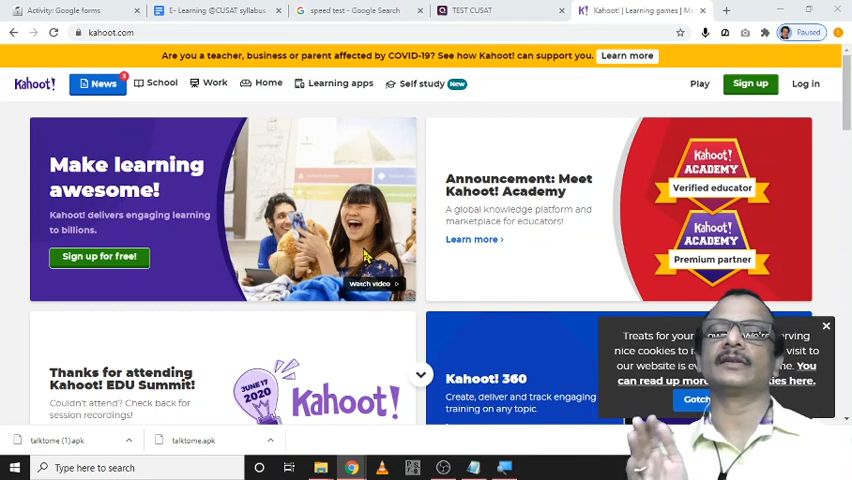 Activity: Google forms
E- Learning @CUSAT syllabus -
speed test - Google Search
TEST CUSAT
Kahoot! | Learning games | Ma
kahoot.com
Paused
Are you a teacher, business or parent affected by COVID-19? See how Kahoot! can support you.
Learn more
Kahoot!
News
3
School
Work
Home
Learning apps
Self study
New
Play
Sign up
Log in
Make learning
awesome!
Kahoot! delivers engaging learning
to billions.
Sign up for free!
Watch video
Announcement: Meet
Kahoot! Academy
A global knowledge platform and
marketplace for educators!
Learn more ›
Kahoot!
ACADEMY
Verified educator
Kahoot!
ACADEMY
Premium partner
Thanks for attending
Kahoot! EDU Summit!
Couldn't attend? Check back for
session recordings!
JUNE 17
2020
Kahoot!
Kahoot! 360
Create, deliver and track engaging
training on any topic.
Treats for your
nice cookies to
visit to
our website is
You
can read up more
here.
Gotch
talktome (1).apk
talktome.apk
Type here to search